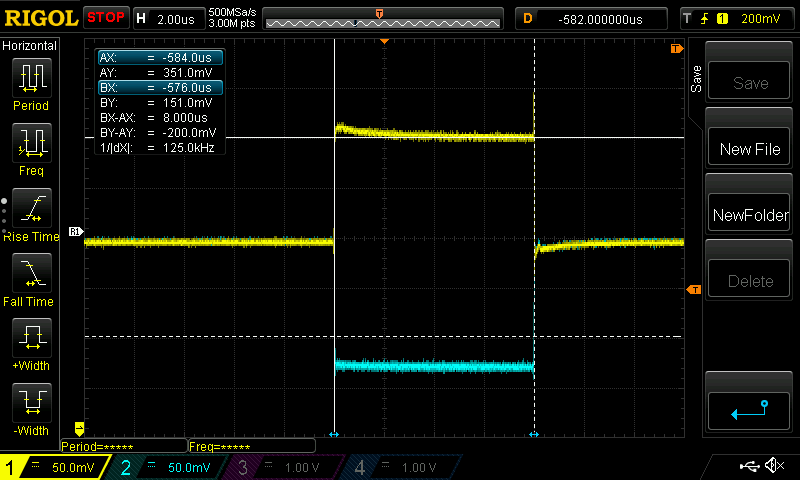 RIGOL STOP H 2.00us 500MSa/s 3.00M pts T D -582.000000us T 1 200mV
Horizontal
Period
Freq
Rise Time
Fall Time
+Width
-Width
AX: = -584.0us
AY: = 351.0mV
BX: = -576.0us
BY: = 151.0mV
BX-AX: = 8.000us
BY-AY: = -200.0mV
1/|dX|: = 125.0kHz
T
R1
T
Period=*****
Freq=*****
Save
Save
New File
NewFolder
Delete
1 = 50.0mV 2 = 50.0mV 3 = 1.00 V 4 = 1.00 V